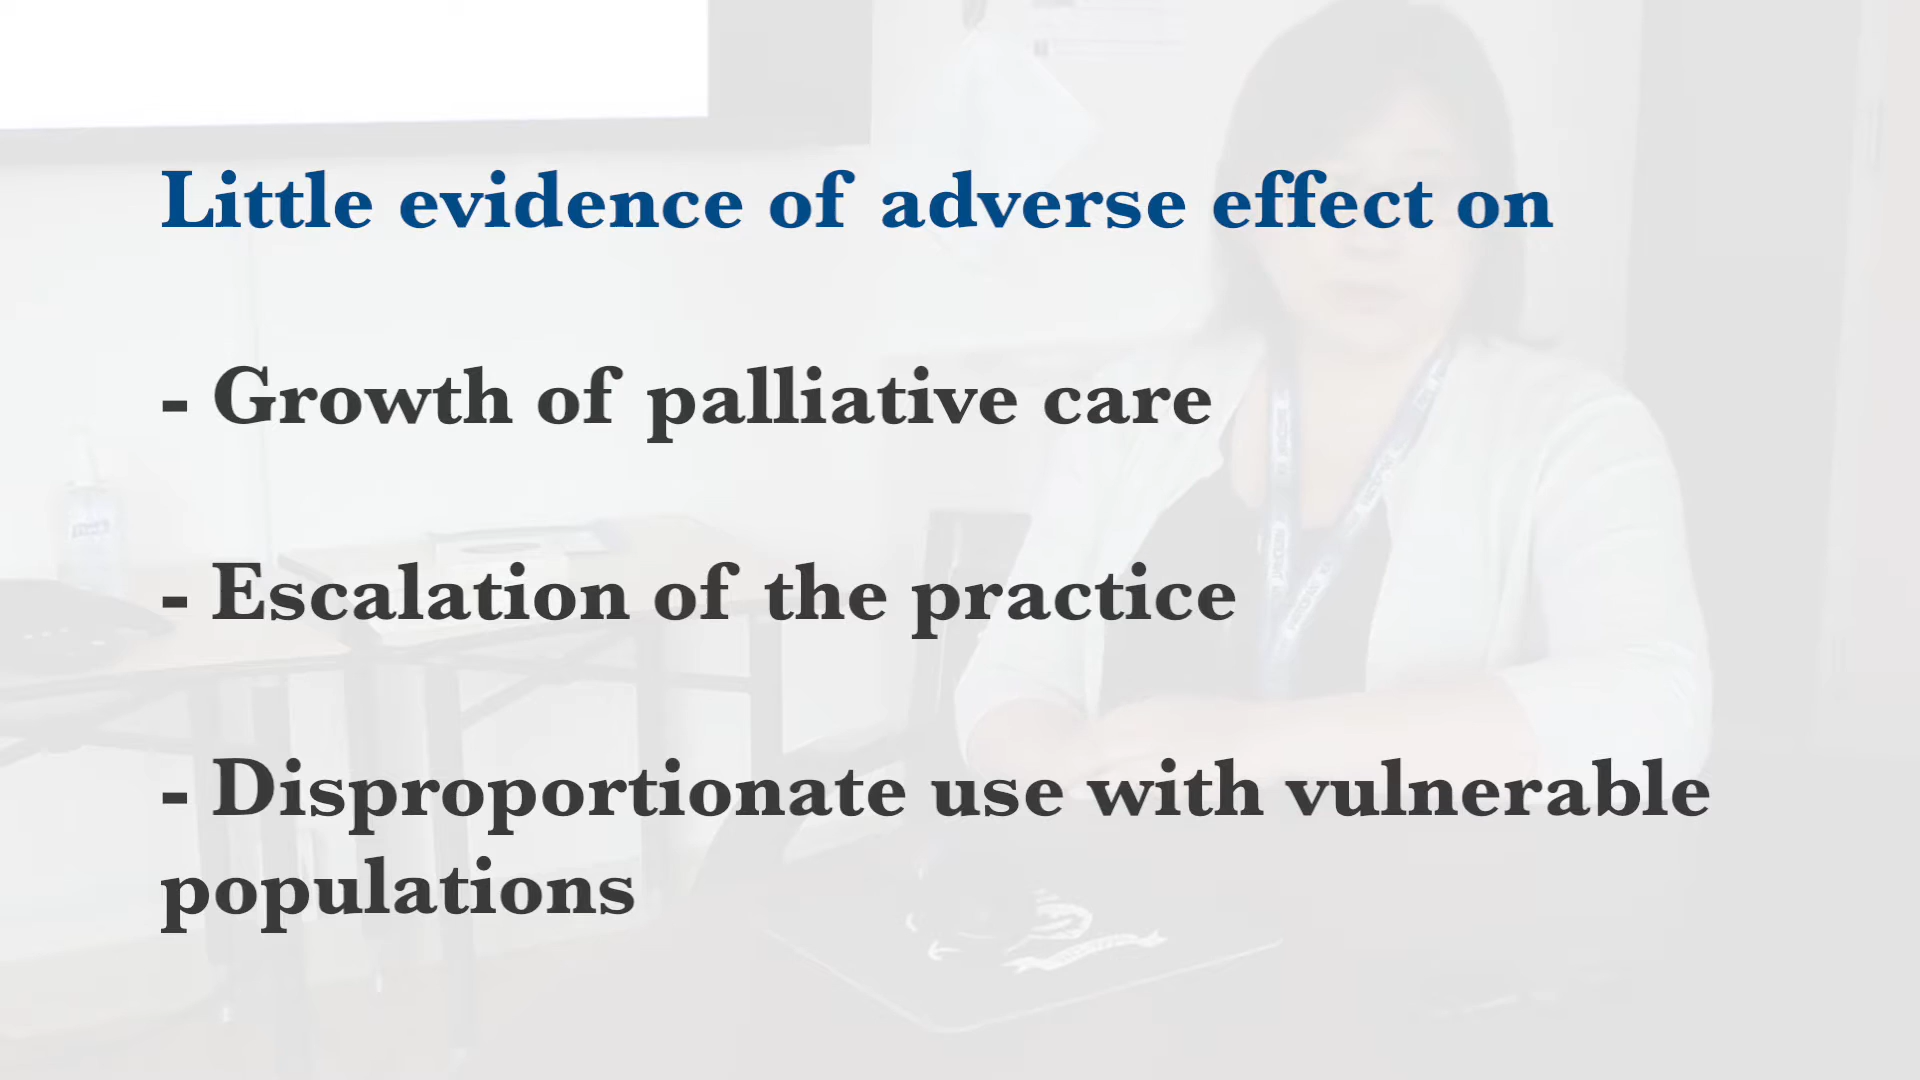 Little evidence of adverse effect on
- Growth of palliative care
- Escalation of the practice
- Disproportionate use with vulnerable
populations